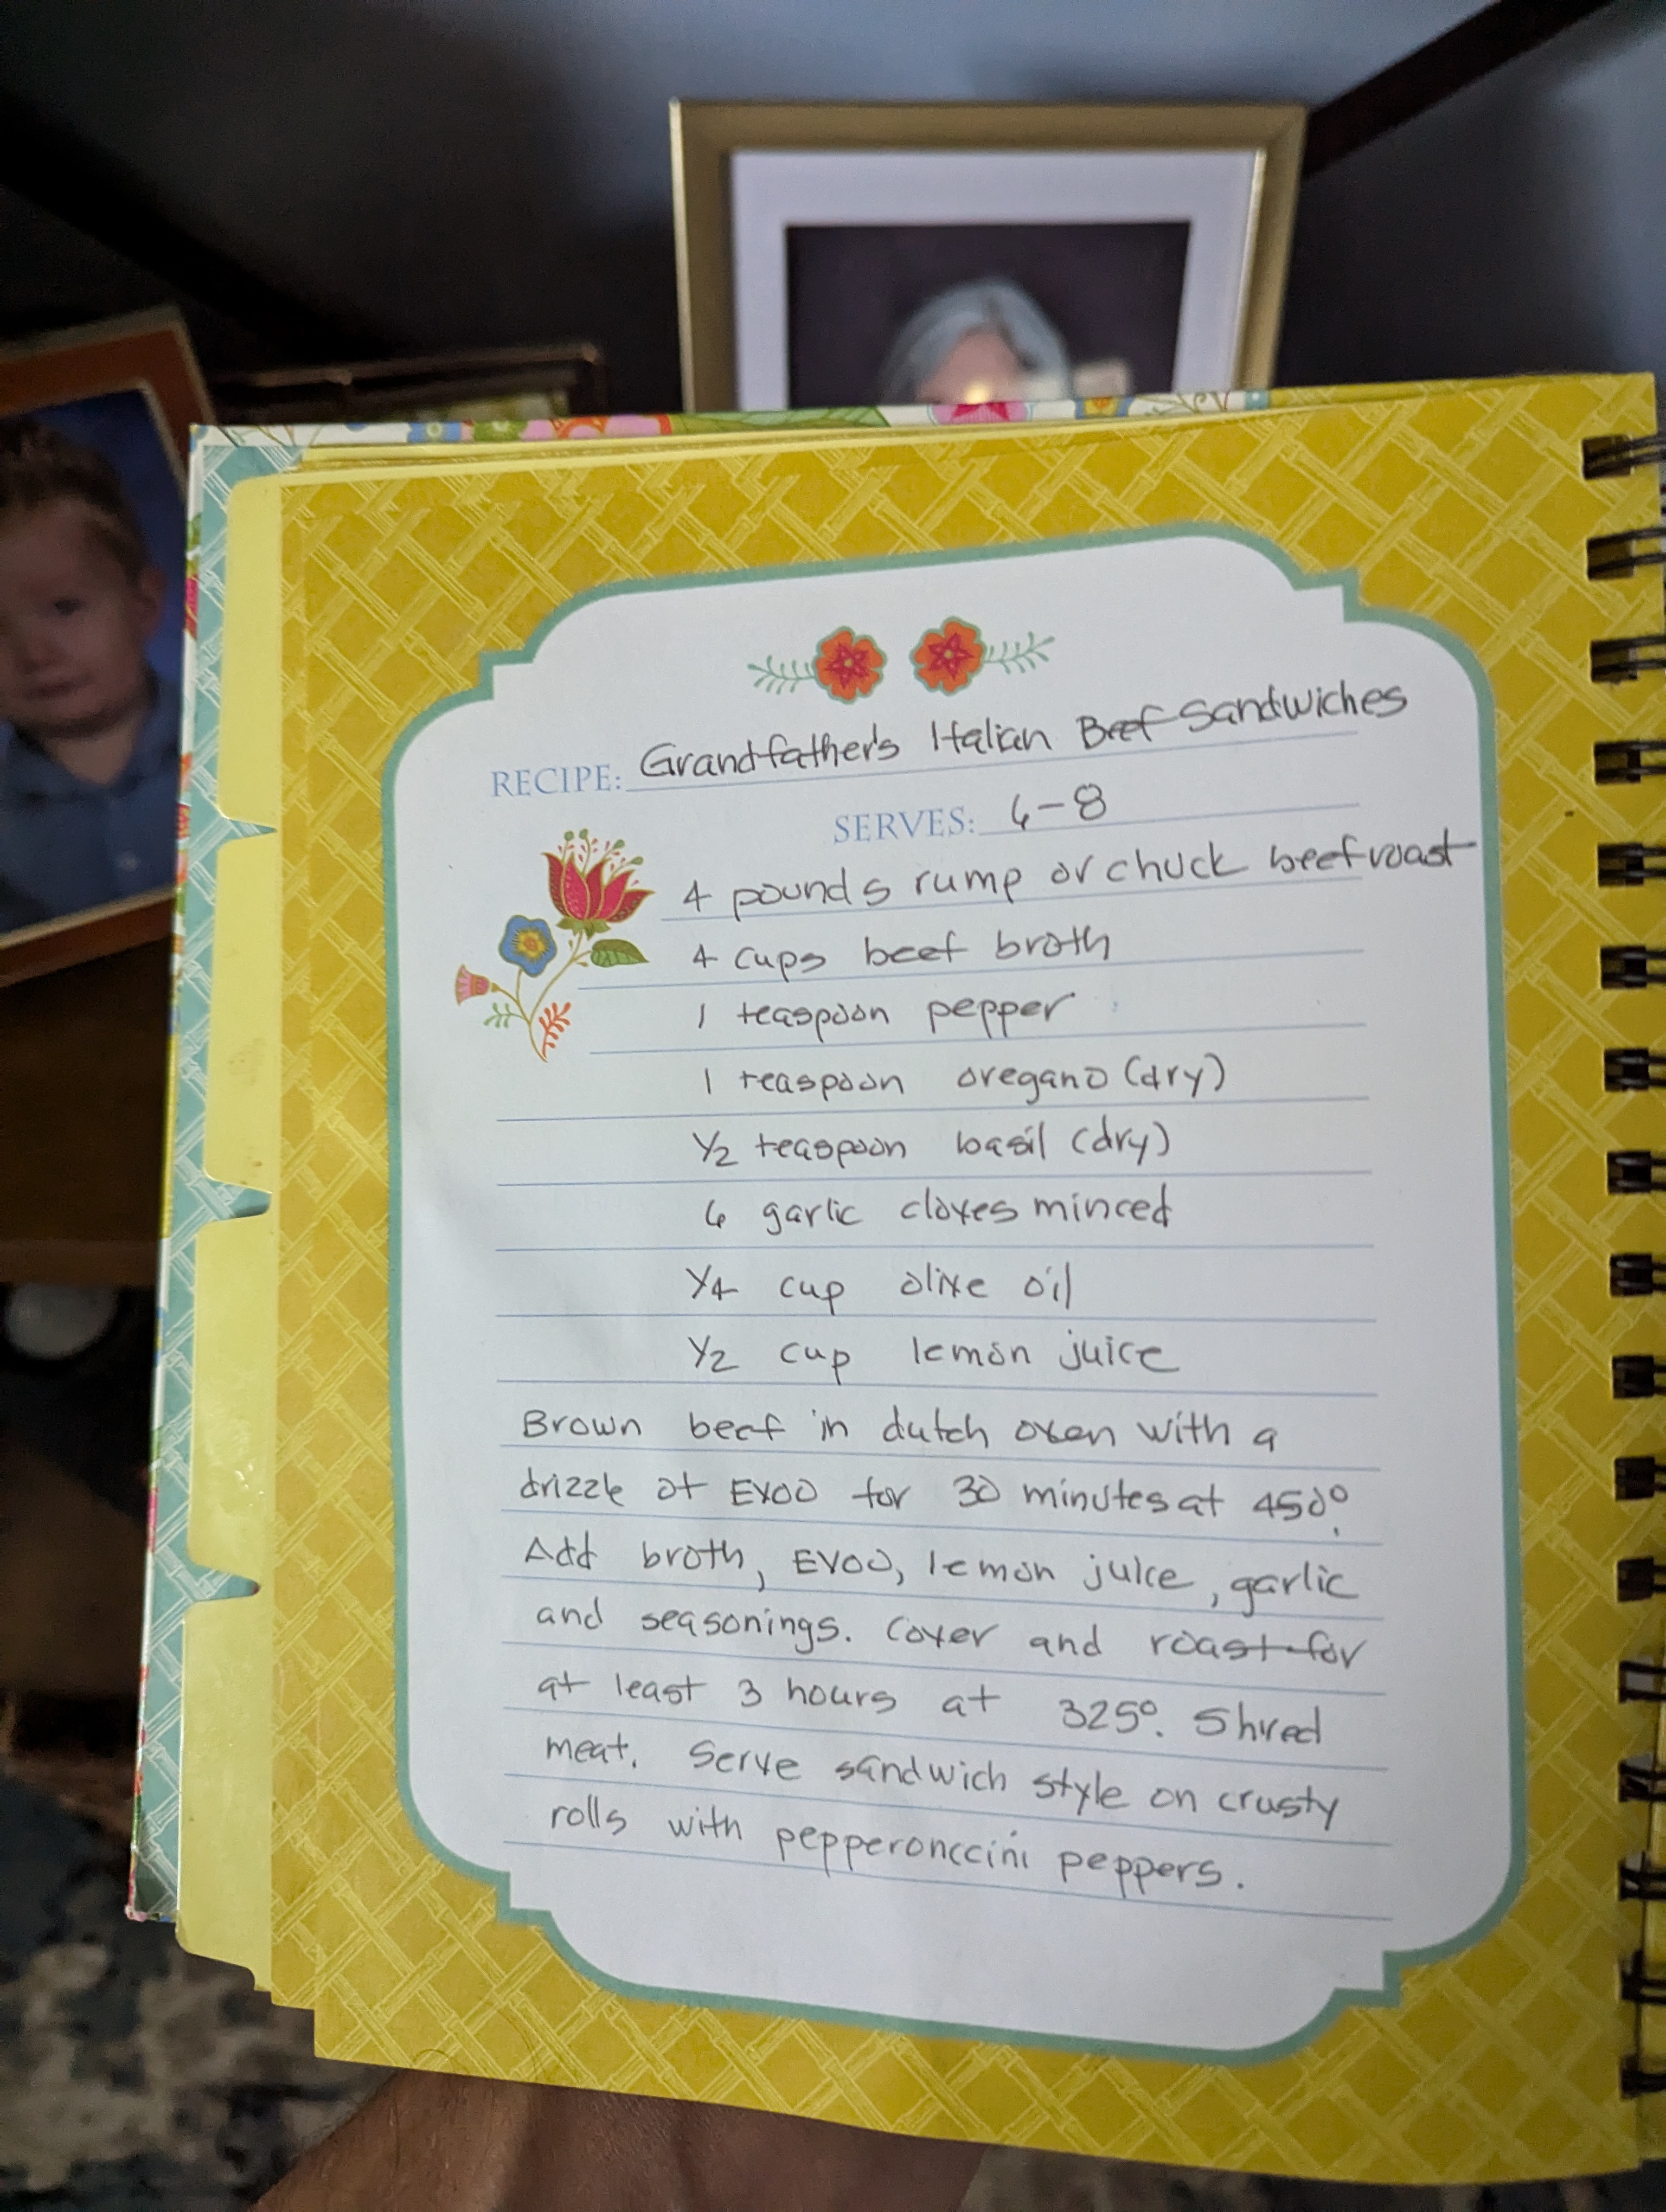 RECIPE: Grandfather's Italian Beef Sandwiches
SERVES: 6-8
4 pounds rump or chuck beef roast
4 cups beef broth
1 teaspoon pepper
1 teaspoon oregano (dry)
1/2 teaspoon basil (dry)
6 garlic cloves minced
1/4 cup olive oil
1/2 cup lemon juice
Brown beef in dutch oven with a
drizzle of EVOO for 30 minutes at 450°.
Add broth, EVOO, lemon juice, garlic
and seasonings. Cover and roast for
at least 3 hours at 325°. Shred
meat. Serve sandwich style on crusty
rolls with pepperonccini peppers.